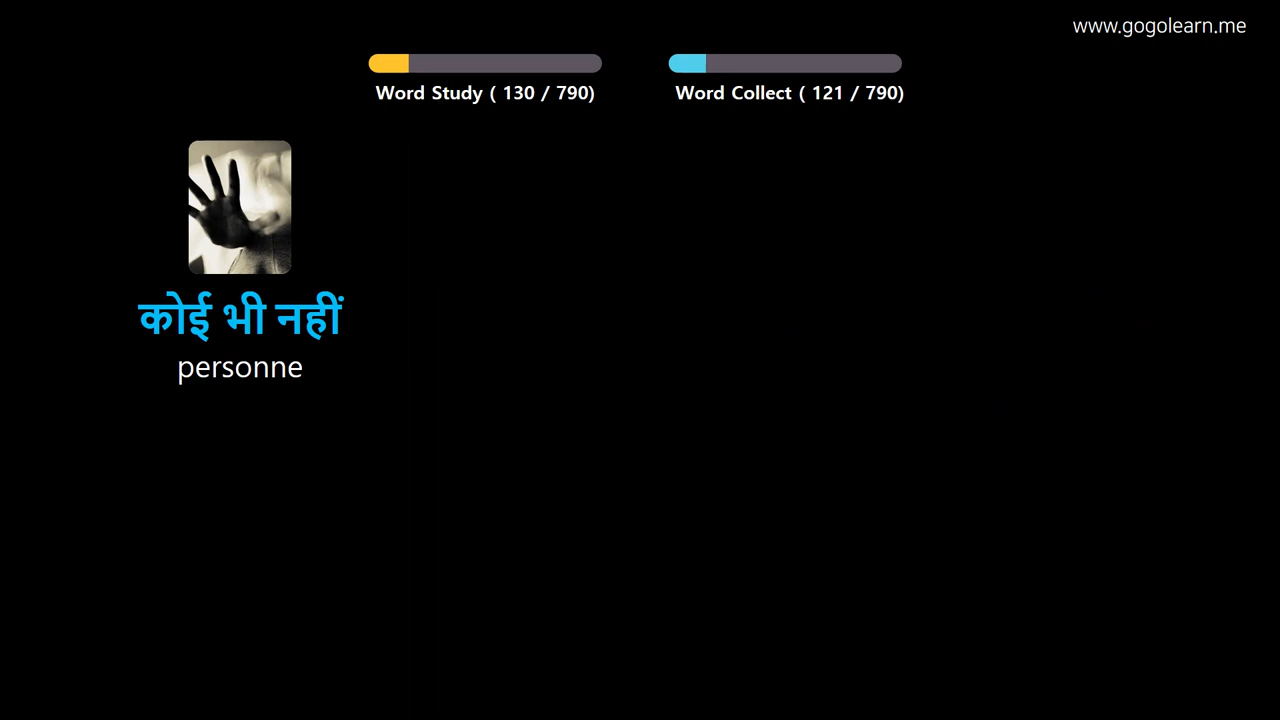 www.gogolearn.me
Word Study ( 130 / 790)
Word Collect ( 121 / 790)
कोई भी नहीं
personne